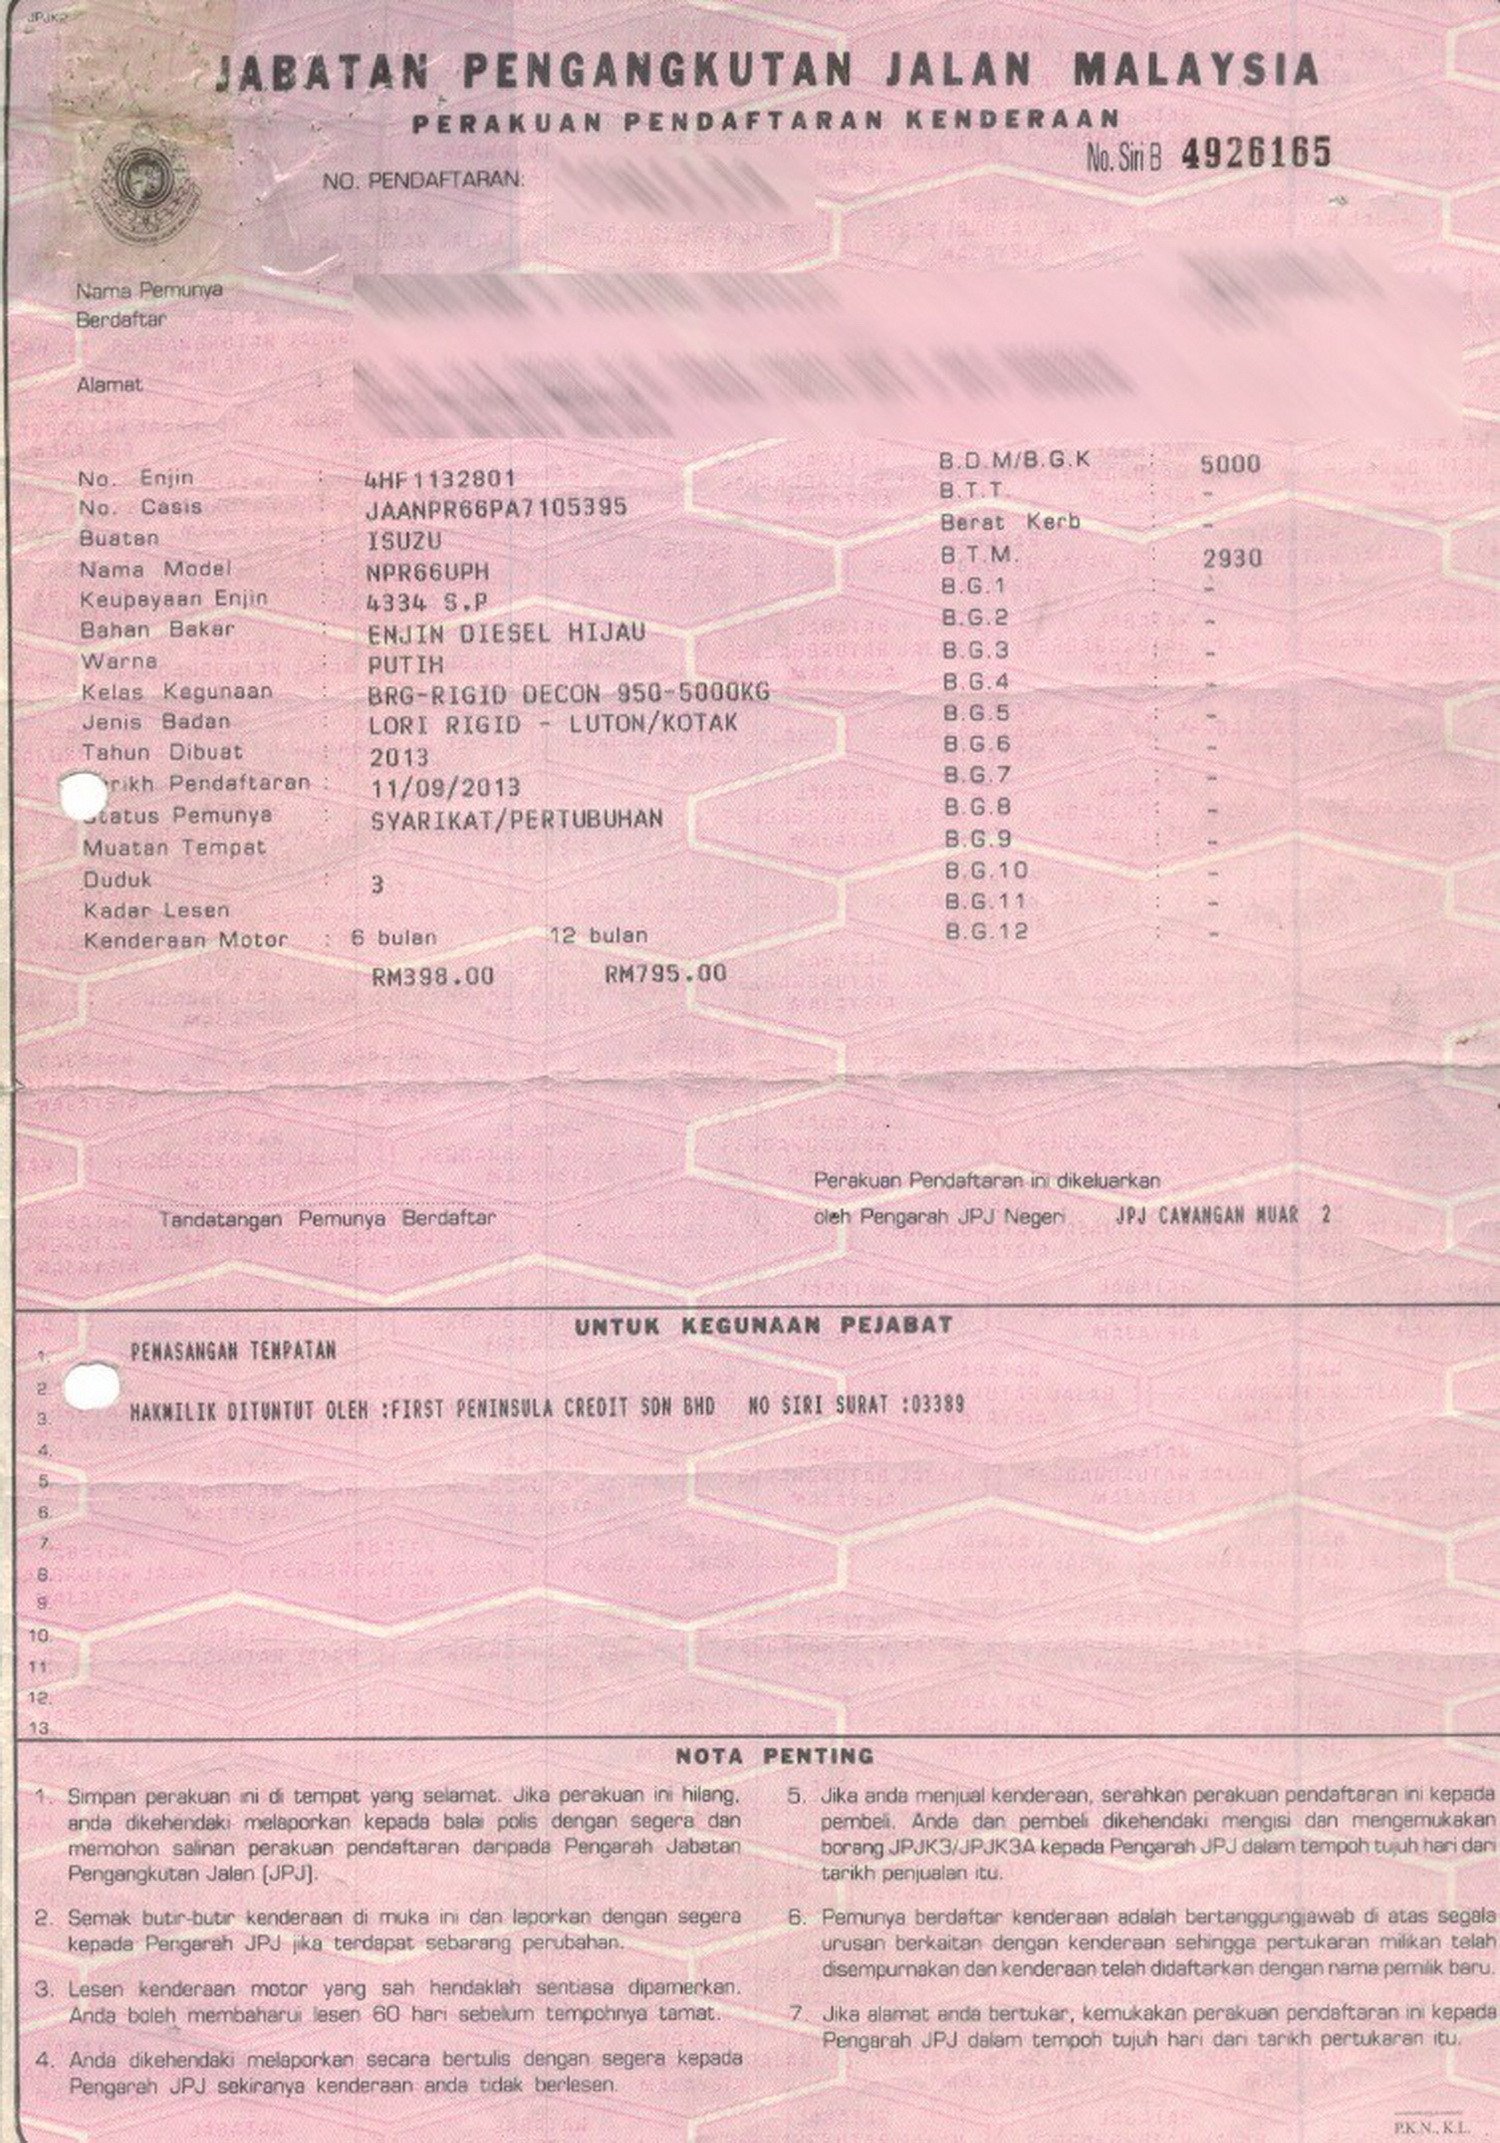 JPJK2
JABATAN PENGANGKUTAN JALAN MALAYSIA
PERAKUAN PENDAFTARAN KENDERAAN
No. Siri B 4926165
NO. PENDAFTARAN:
Nama Pemunya :
Berdaftar
Alamat :
No. Enjin : 4HF1132801
No. Casis : JAANPR66PA7105395
Buatan : ISUZU
Nama Model : NPR66UPH
Keupayaan Enjin : 4334 S.P
Bahan Bakar : ENJIN DIESEL HIJAU
Warna : PUTIH
Kelas Kegunaan : BRG-RIGID DECON 950-5000KG
Jenis Badan : LORI RIGID - LUTON/KOTAK
Tahun Dibuat : 2013
rikh Pendaftaran : 11/09/2013
Status Pemunya : SYARIKAT/PERTUBUHAN
Muatan Tempat
Duduk : 3
Kadar Lesen
Kenderaan Motor : 6 bulan 12 bulan
RM398.00 RM795.00
B.D.M/B.G.K : 5000
B.T.T. : -
Berat Kerb : -
B.T.M. : 2930
B.G.1 : -
B.G.2 : -
B.G.3 : -
B.G.4 : -
B.G.5 : -
B.G.6 : -
B.G.7 : -
B.G.8 : -
B.G.9 : -
B.G.10 : -
B.G.11 : -
B.G.12 : -
Tandatangan Pemunya Berdaftar
Perakuan Pendaftaran ini dikeluarkan
oleh Pengarah JPJ Negeri JPJ CAWANGAN MUAR 2
UNTUK KEGUNAAN PEJABAT
1. PEMASANGAN TEMPATAN
2.
3. HAKMILIK DITUNTUT OLEH :FIRST PENINSULA CREDIT SDN BHD NO SIRI SURAT :03389
4.
5.
6.
7.
8.
9.
10.
11.
12.
13.
NOTA PENTING
1. Simpan perakuan ini di tempat yang selamat. Jika perakuan ini hilang,
anda dikehendaki melaporkan kepada balai polis dengan segera dan
memohon salinan perakuan pendaftaran daripada Pengarah Jabatan
Pengangkutan Jalan (JPJ).
2. Semak butir-butir kenderaan di muka ini dan laporkan dengan segera
kepada Pengarah JPJ jika terdapat sebarang perubahan.
3. Lesen kenderaan motor yang sah hendaklah sentiasa dipamerkan.
Anda boleh membaharui lesen 60 hari sebelum tempohnya tamat.
4. Anda dikehendaki melaporkan secara bertulis dengan segera kepada
Pengarah JPJ sekiranya kenderaan anda tidak berlesen.
5. Jika anda menjual kenderaan, serahkan perakuan pendaftaran ini kepada
pembeli. Anda dan pembeli dikehendaki mengisi dan mengemukakan
borang JPJK3/JPJK3A kepada Pengarah JPJ dalam tempoh tujuh hari dari
tarikh penjualan itu.
6. Pemunya berdaftar kenderaan adalah bertanggungjawab di atas segala
urusan berkaitan dengan kenderaan sehingga pertukaran milikan telah
disempurnakan dan kenderaan telah didaftarkan dengan nama pemilik baru.
7. Jika alamat anda bertukar, kemukakan perakuan pendaftaran ini kepada
Pengarah JPJ dalam tempoh tujuh hari dari tarikh pertukaran itu.
P.K.N., K.L.